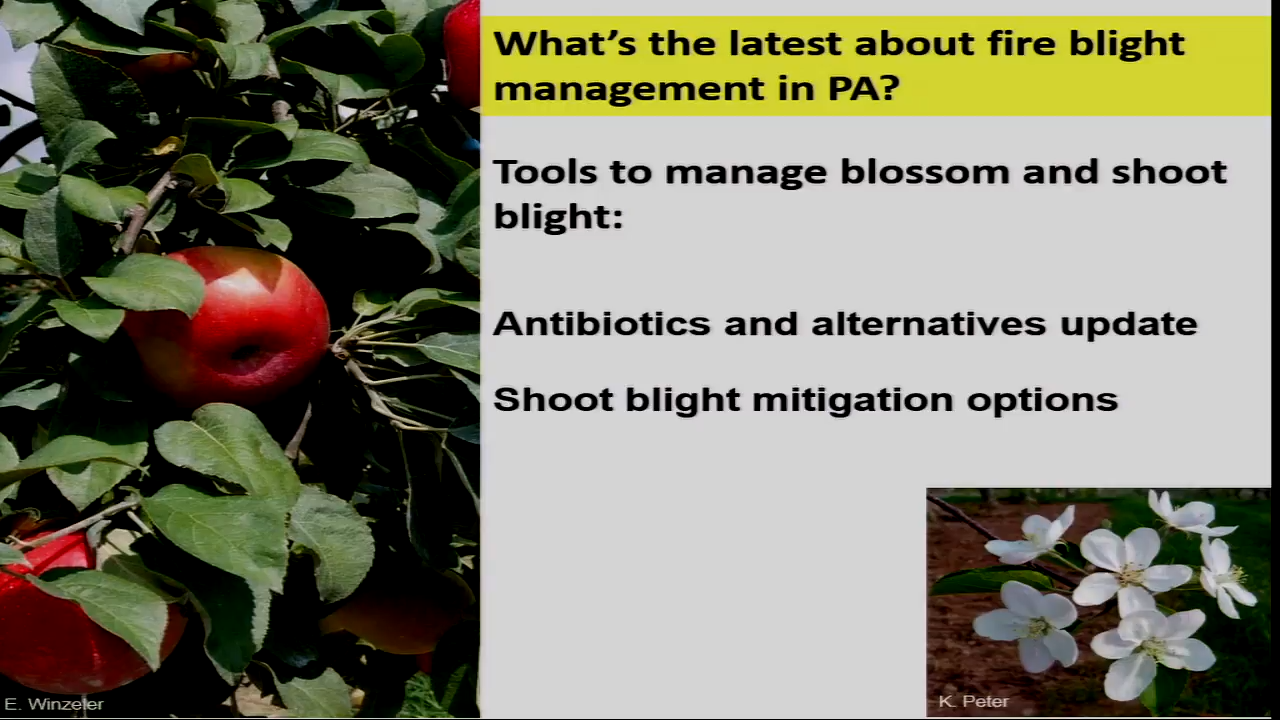 What's the latest about fire blight
management in PA?
Tools to manage blossom and shoot
blight:
Antibiotics and alternatives update
Shoot blight mitigation options
E. Winzeler
K. Peter